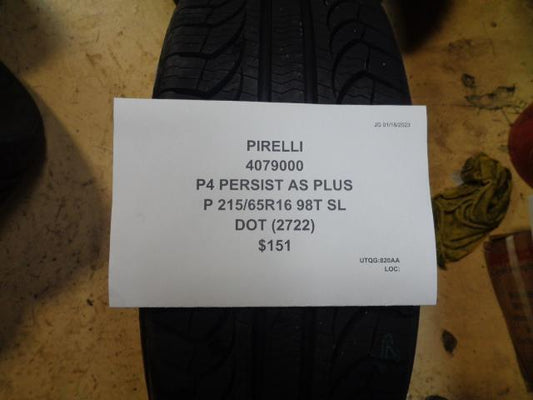 JG 01/18/2023
PIRELLI
4079000
P4 PERSIST AS PLUS
P 215/65R16 98T SL
DOT (2722)
$151
UTQG:820AA
LOC: